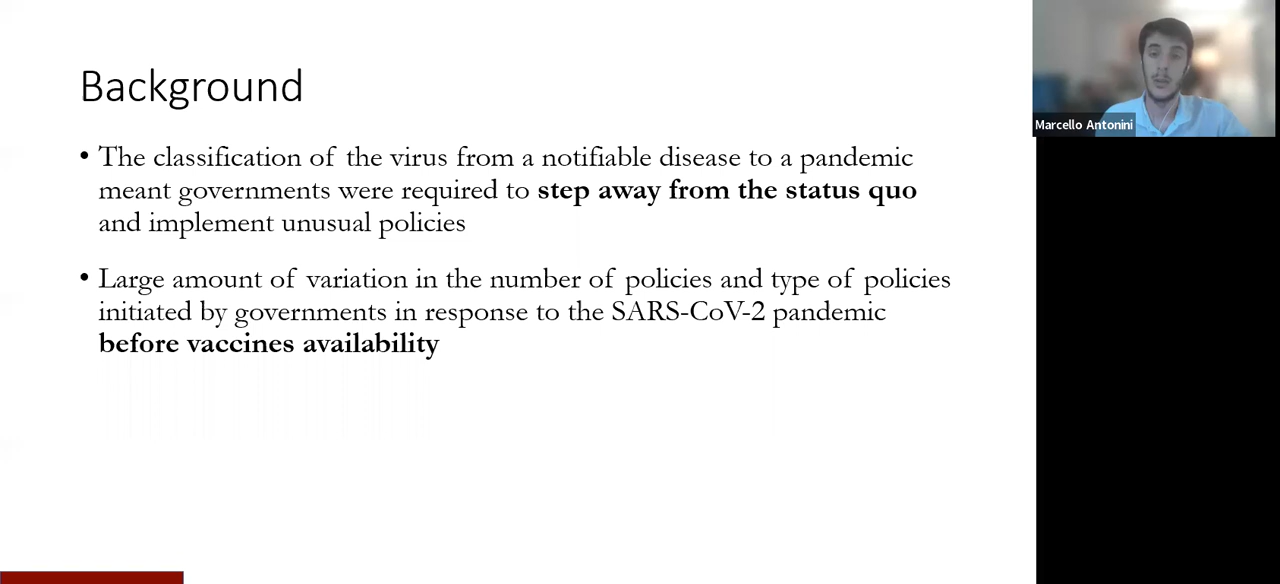 Background
• The classification of the virus from a notifiable disease to a pandemic
meant governments were required to step away from the status quo
and implement unusual policies
• Large amount of variation in the number of policies and type of policies
initiated by governments in response to the SARS-CoV-2 pandemic
before vaccines availability
Marcello Antonini